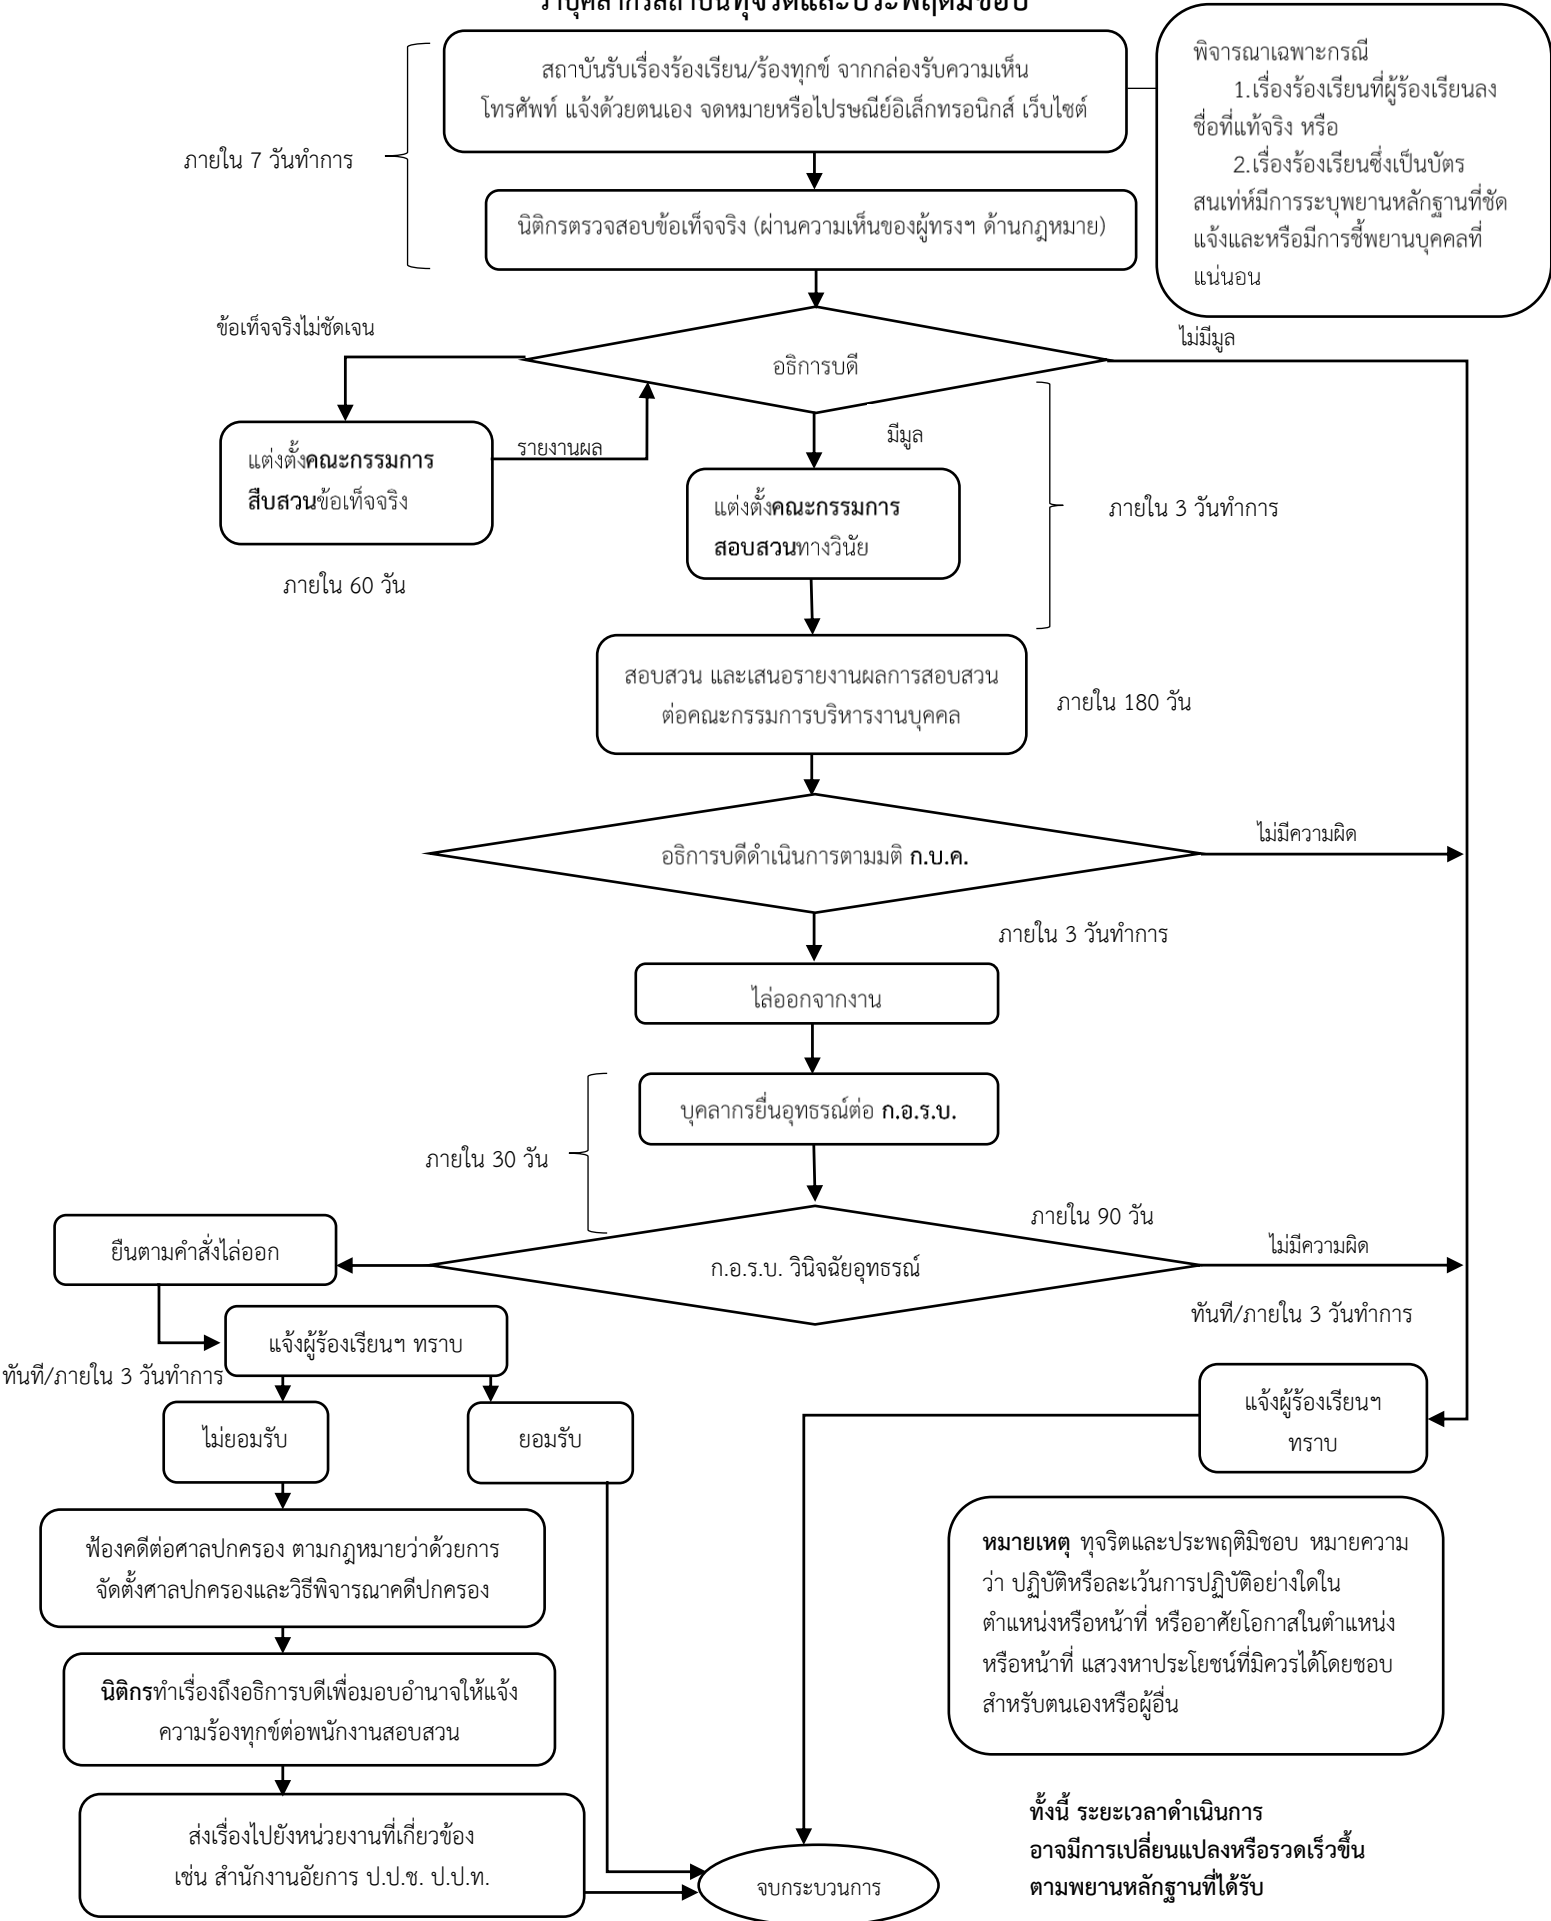 ว่าบุคลากรสถาบันทุจริตและประพฤติมิชอบ
สถาบันรับเรื่องร้องเรียน/ร้องทุกข์ จากกล่องรับความเห็น
โทรศัพท์ แจ้งด้วยตนเอง จดหมายหรือไปรษณีย์อิเล็กทรอนิกส์ เว็บไซต์
พิจารณาเฉพาะกรณี
1.เรื่องร้องเรียนที่ผู้ร้องเรียนลง
ชื่อที่แท้จริง หรือ
2.เรื่องร้องเรียนซึ่งเป็นบัตร
สนเท่ห์มีการระบุพยานหลักฐานที่ชัด
แจ้งและหรือมีการชี้พยานบุคคลที่
แน่นอน
ภายใน 7 วันทำการ
นิติกรตรวจสอบข้อเท็จจริง (ผ่านความเห็นของผู้ทรงฯ ด้านกฎหมาย)
ข้อเท็จจริงไม่ชัดเจน
ไม่มีมูล
อธิการบดี
รายงานผล
มีมูล
แต่งตั้งคณะกรรมการ
สืบสวนข้อเท็จจริง
แต่งตั้งคณะกรรมการ
สอบสวนทางวินัย
ภายใน 3 วันทำการ
ภายใน 60 วัน
สอบสวน และเสนอรายงานผลการสอบสวน
ต่อคณะกรรมการบริหารงานบุคคล
ภายใน 180 วัน
ไม่มีความผิด
อธิการบดีดำเนินการตามมติ ก.บ.ค.
ภายใน 3 วันทำการ
ไล่ออกจากงาน
บุคลากรยื่นอุทธรณ์ต่อ ก.อ.ร.บ.
ภายใน 30 วัน
ภายใน 90 วัน
ยืนตามคำสั่งไล่ออก
ไม่มีความผิด
ก.อ.ร.บ. วินิจฉัยอุทธรณ์
ทันที/ภายใน 3 วันทำการ
แจ้งผู้ร้องเรียนฯ ทราบ
ทันที/ภายใน 3 วันทำการ
แจ้งผู้ร้องเรียนฯ
ทราบ
ไม่ยอมรับ
ยอมรับ
ฟ้องคดีต่อศาลปกครอง ตามกฎหมายว่าด้วยการ
จัดตั้งศาลปกครองและวิธีพิจารณาคดีปกครอง
หมายเหตุ ทุจริตและประพฤติมิชอบ หมายความ
ว่า ปฏิบัติหรือละเว้นการปฏิบัติอย่างใดใน
ตำแหน่งหรือหน้าที่ หรืออาศัยโอกาสในตำแหน่ง
หรือหน้าที่ แสวงหาประโยชน์ที่มิควรได้โดยชอบ
สำหรับตนเองหรือผู้อื่น
นิติกรทำเรื่องถึงอธิการบดีเพื่อมอบอำนาจให้แจ้ง
ความร้องทุกข์ต่อพนักงานสอบสวน
ส่งเรื่องไปยังหน่วยงานที่เกี่ยวข้อง
เช่น สำนักงานอัยการ ป.ป.ช. ป.ป.ท.
จบกระบวนการ
ทั้งนี้ ระยะเวลาดำเนินการ
อาจมีการเปลี่ยนแปลงหรือรวดเร็วขึ้น
ตามพยานหลักฐานที่ได้รับ